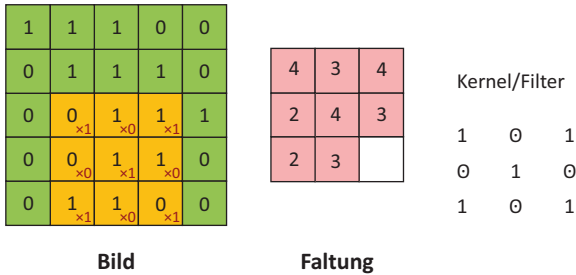 1 1 1 0 0
0 1 1 1 0
0 0 ×1 1 ×0 1 ×1 1
0 0 ×0 1 ×1 1 ×0 0
0 1 ×1 1 ×0 0 ×1 0
Bild
4 3 4
2 4 3
2 3
Faltung
Kernel/Filter
1 0 1
0 1 0
1 0 1